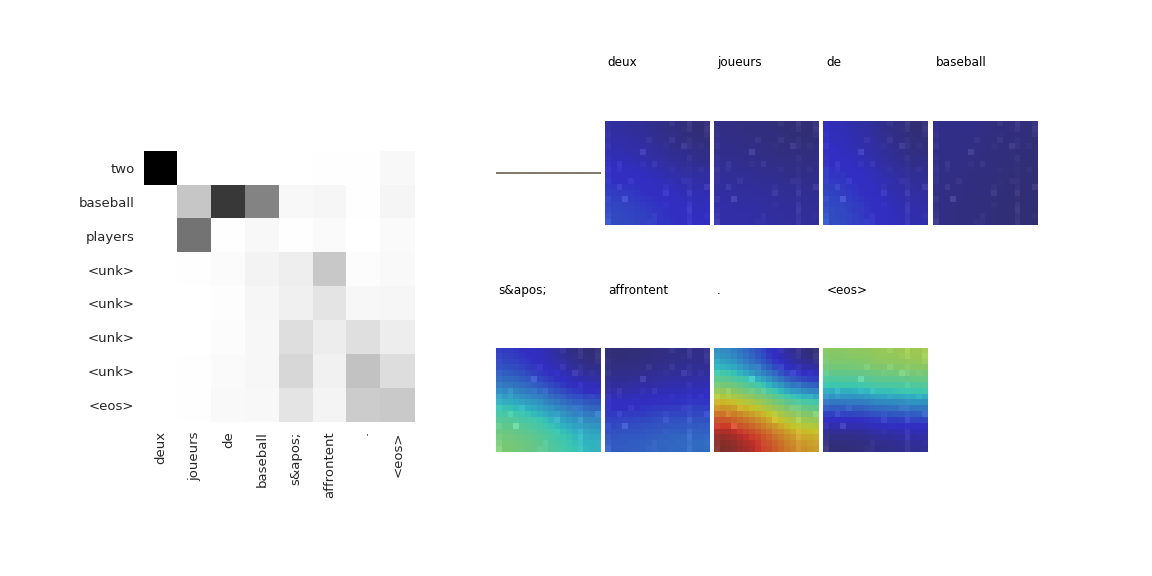 deux joueurs de baseball
two
baseball
players
<unk>
<unk>
<unk>
<unk>
<eos>
deux joueurs de baseball s&apos; affrontent . <eos>
s&apos; affrontent . <eos>